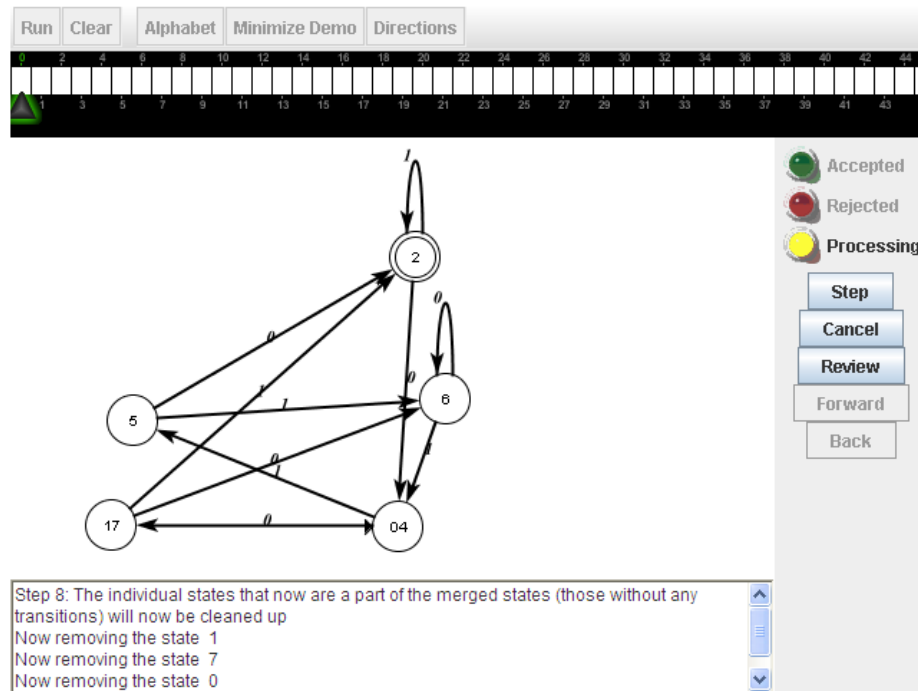 Run Clear Alphabet Minimize Demo Directions
0 2 4 6 8 10 12 14 16 18 20 22 24 26 28 30 32 34 36 38 40 42 44
1 3 5 7 9 11 13 15 17 19 21 23 25 27 29 31 33 35 37 39 41 43
1
Accepted
Rejected
2
Processing
0
Step
0
Cancel
1
0
Review
6
1
Forward
5
0
1
1
Back
17
0
04
Step 8: The individual states that now are a part of the merged states (those without any
transitions) will now be cleaned up
Now removing the state 1
Now removing the state 7
Now removing the state 0